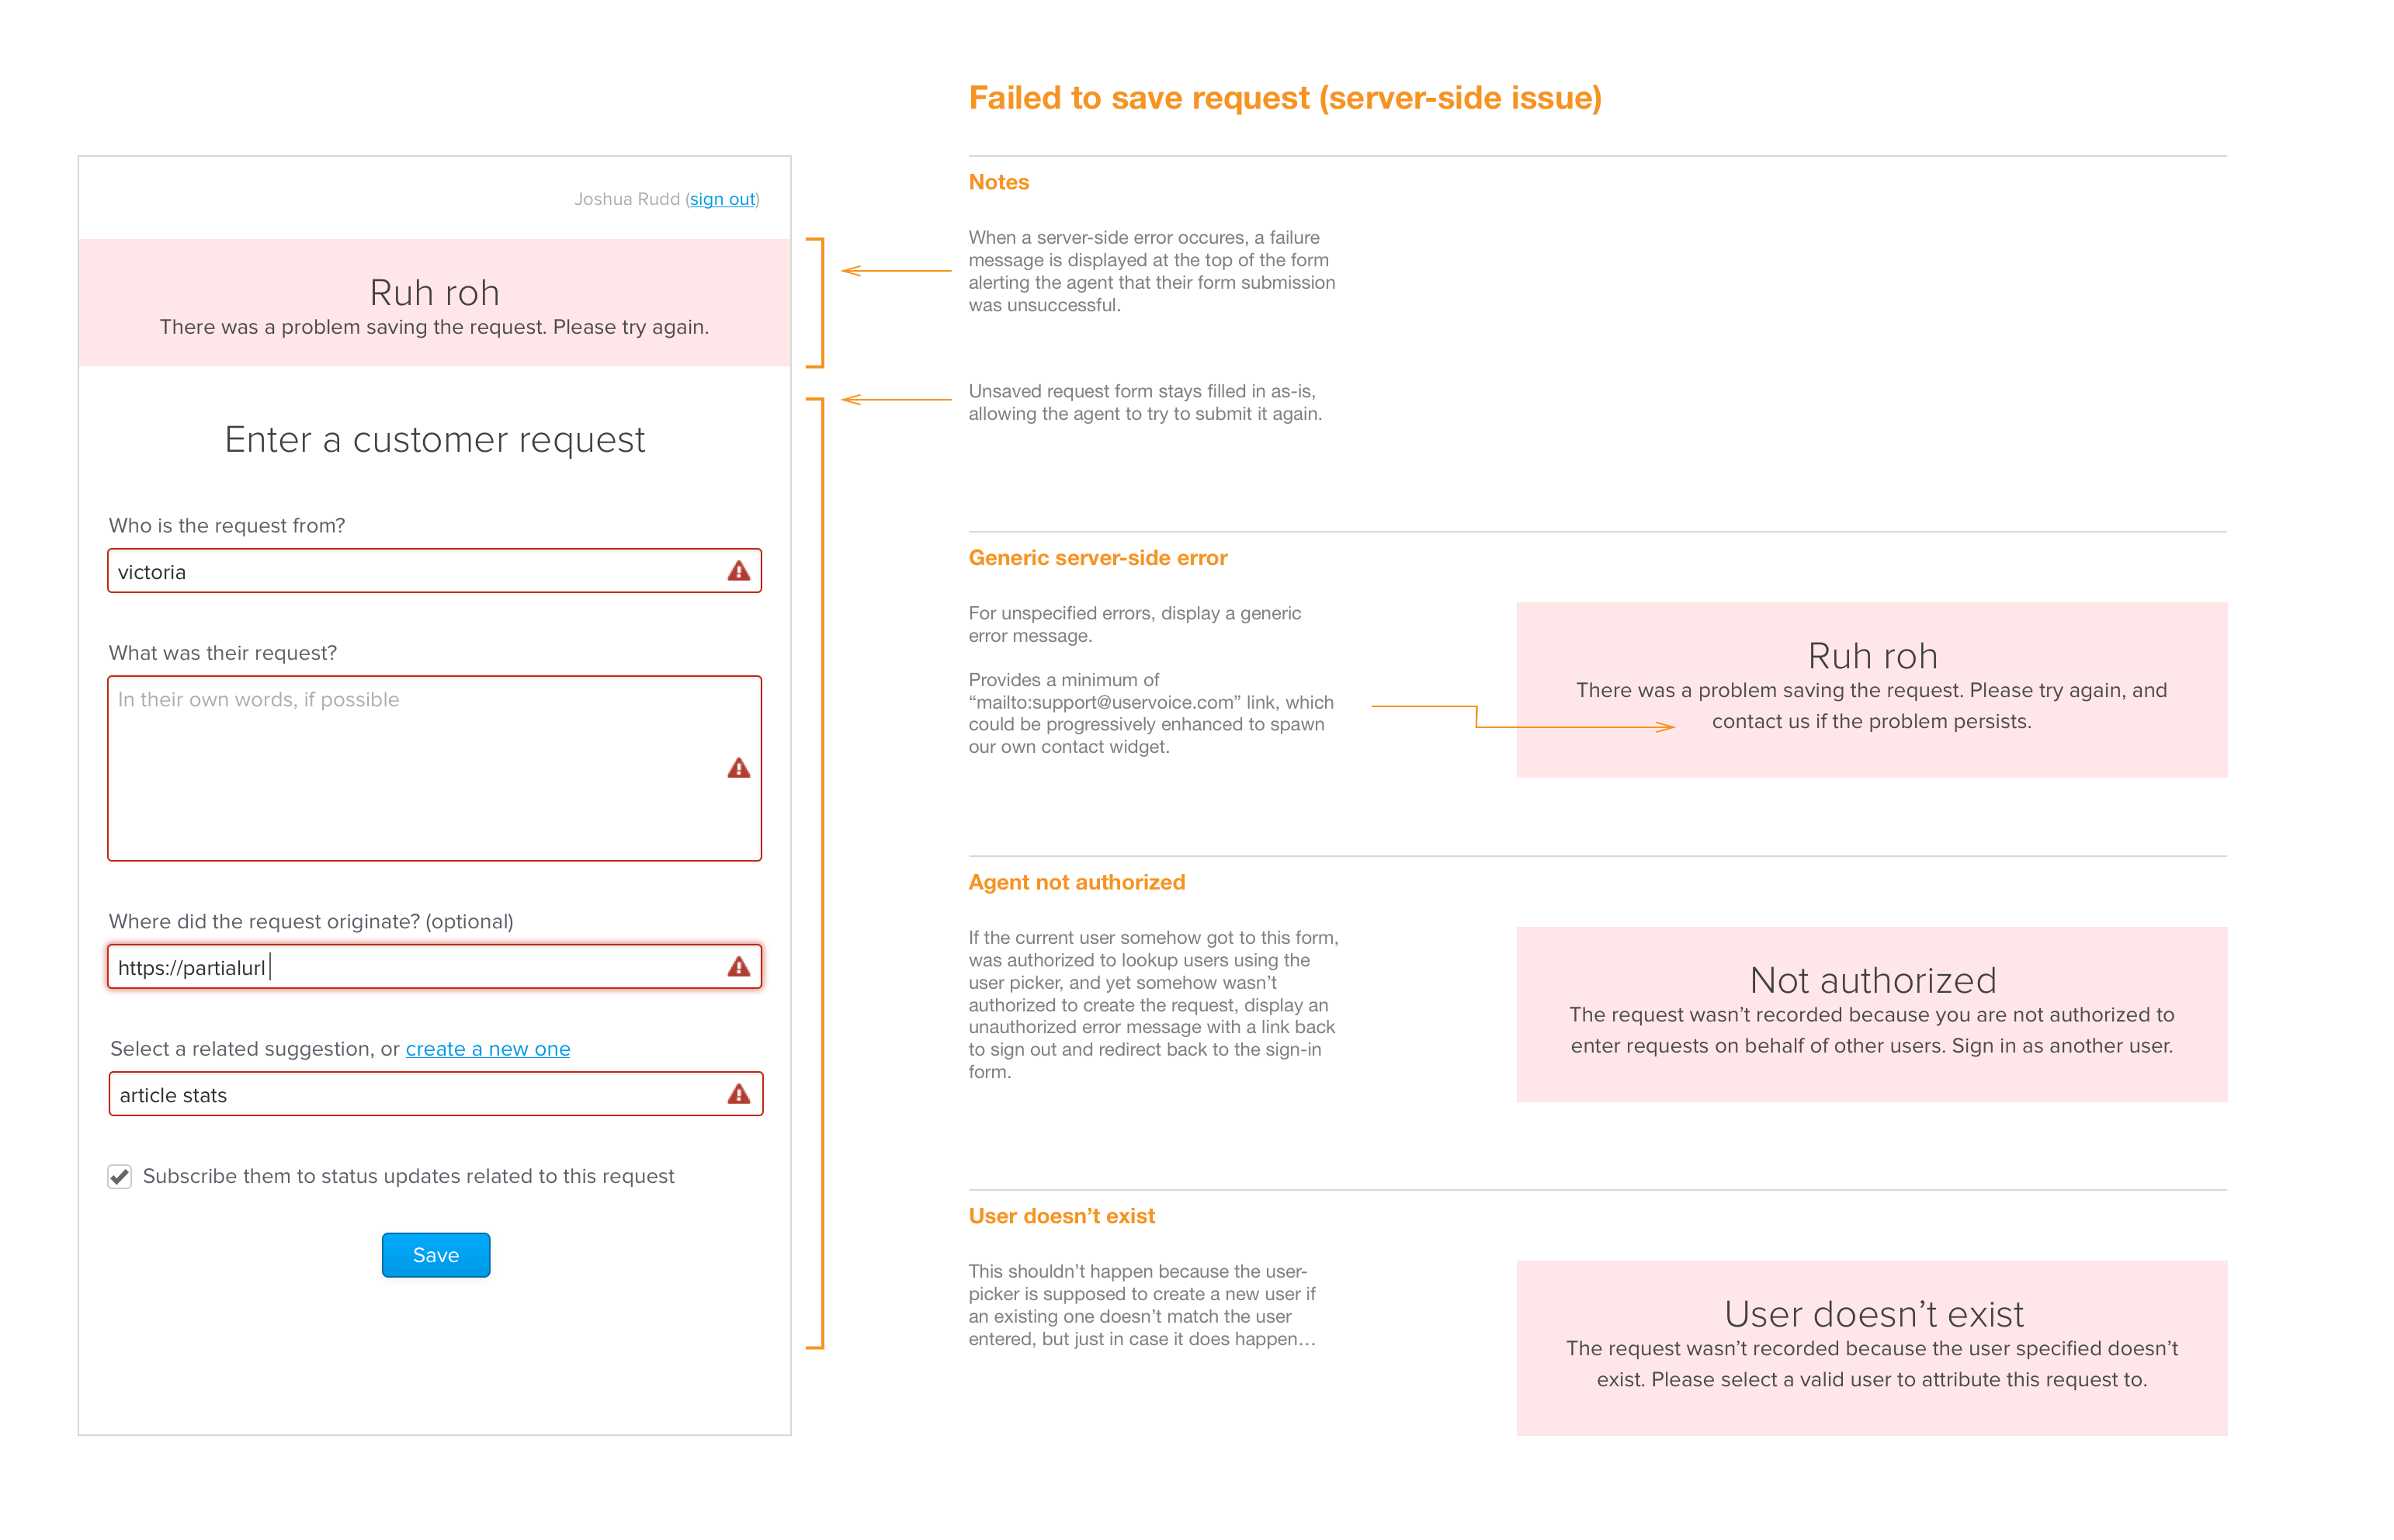 Failed to save request (server-side issue)
Joshua Rudd (sign out)
Ruh roh
There was a problem saving the request. Please try again.
Enter a customer request
Who is the request from?
victoria
What was their request?
In their own words, if possible
Where did the request originate? (optional)
https://partialurl
Select a related suggestion, or create a new one
article stats
Subscribe them to status updates related to this request
Save
Notes
When a server-side error occures, a failure
message is displayed at the top of the form
alerting the agent that their form submission
was unsuccessful.
Unsaved request form stays filled in as-is,
allowing the agent to try to submit it again.
Generic server-side error
For unspecified errors, display a generic
error message.
Provides a minimum of
“mailto:support@uservoice.com” link, which
could be progressively enhanced to spawn
our own contact widget.
Ruh roh
There was a problem saving the request. Please try again, and
contact us if the problem persists.
Agent not authorized
If the current user somehow got to this form,
was authorized to lookup users using the
user picker, and yet somehow wasn’t
authorized to create the request, display an
unauthorized error message with a link back
to sign out and redirect back to the sign-in
form.
Not authorized
The request wasn’t recorded because you are not authorized to
enter requests on behalf of other users. Sign in as another user.
User doesn’t exist
This shouldn’t happen because the user-
picker is supposed to create a new user if
an existing one doesn’t match the user
entered, but just in case it does happen…
User doesn’t exist
The request wasn’t recorded because the user specified doesn’t
exist. Please select a valid user to attribute this request to.